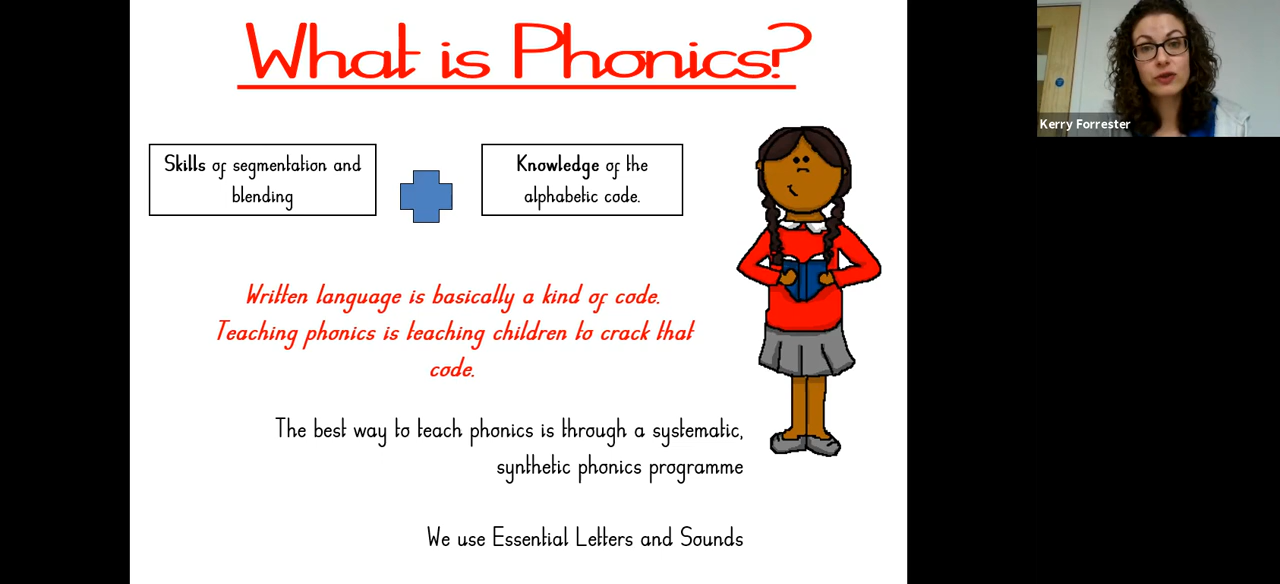 What is Phonics?
Skills of segmentation and
blending
Knowledge of the
alphabetic code.
Written language is basically a kind of code.
Teaching phonics is teaching children to crack that
code.
The best way to teach phonics is through a systematic,
synthetic phonics programme
We use Essential Letters and Sounds
Kerry Forrester